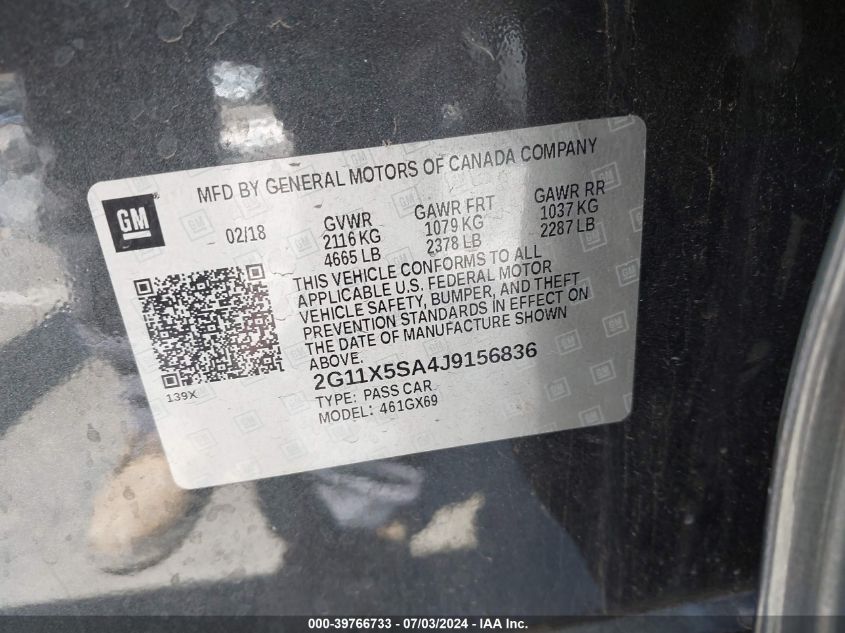 MFD BY GENERAL MOTORS OF CANADA COMPANY
GM
02/18
GVWR
2116 KG
4665 LB
GAWR FRT
1079 KG
2378 LB
GAWR RR
1037 KG
2287 LB
THIS VEHICLE CONFORMS TO ALL
APPLICABLE U.S. FEDERAL MOTOR
VEHICLE SAFETY, BUMPER, AND THEFT
PREVENTION STANDARDS IN EFFECT ON
THE DATE OF MANUFACTURE SHOWN
ABOVE.
139X
2G11X5SA4J9156836
TYPE: PASS CAR
MODEL: 461GX69
000-39766733 - 07/03/2024 - IAA Inc.